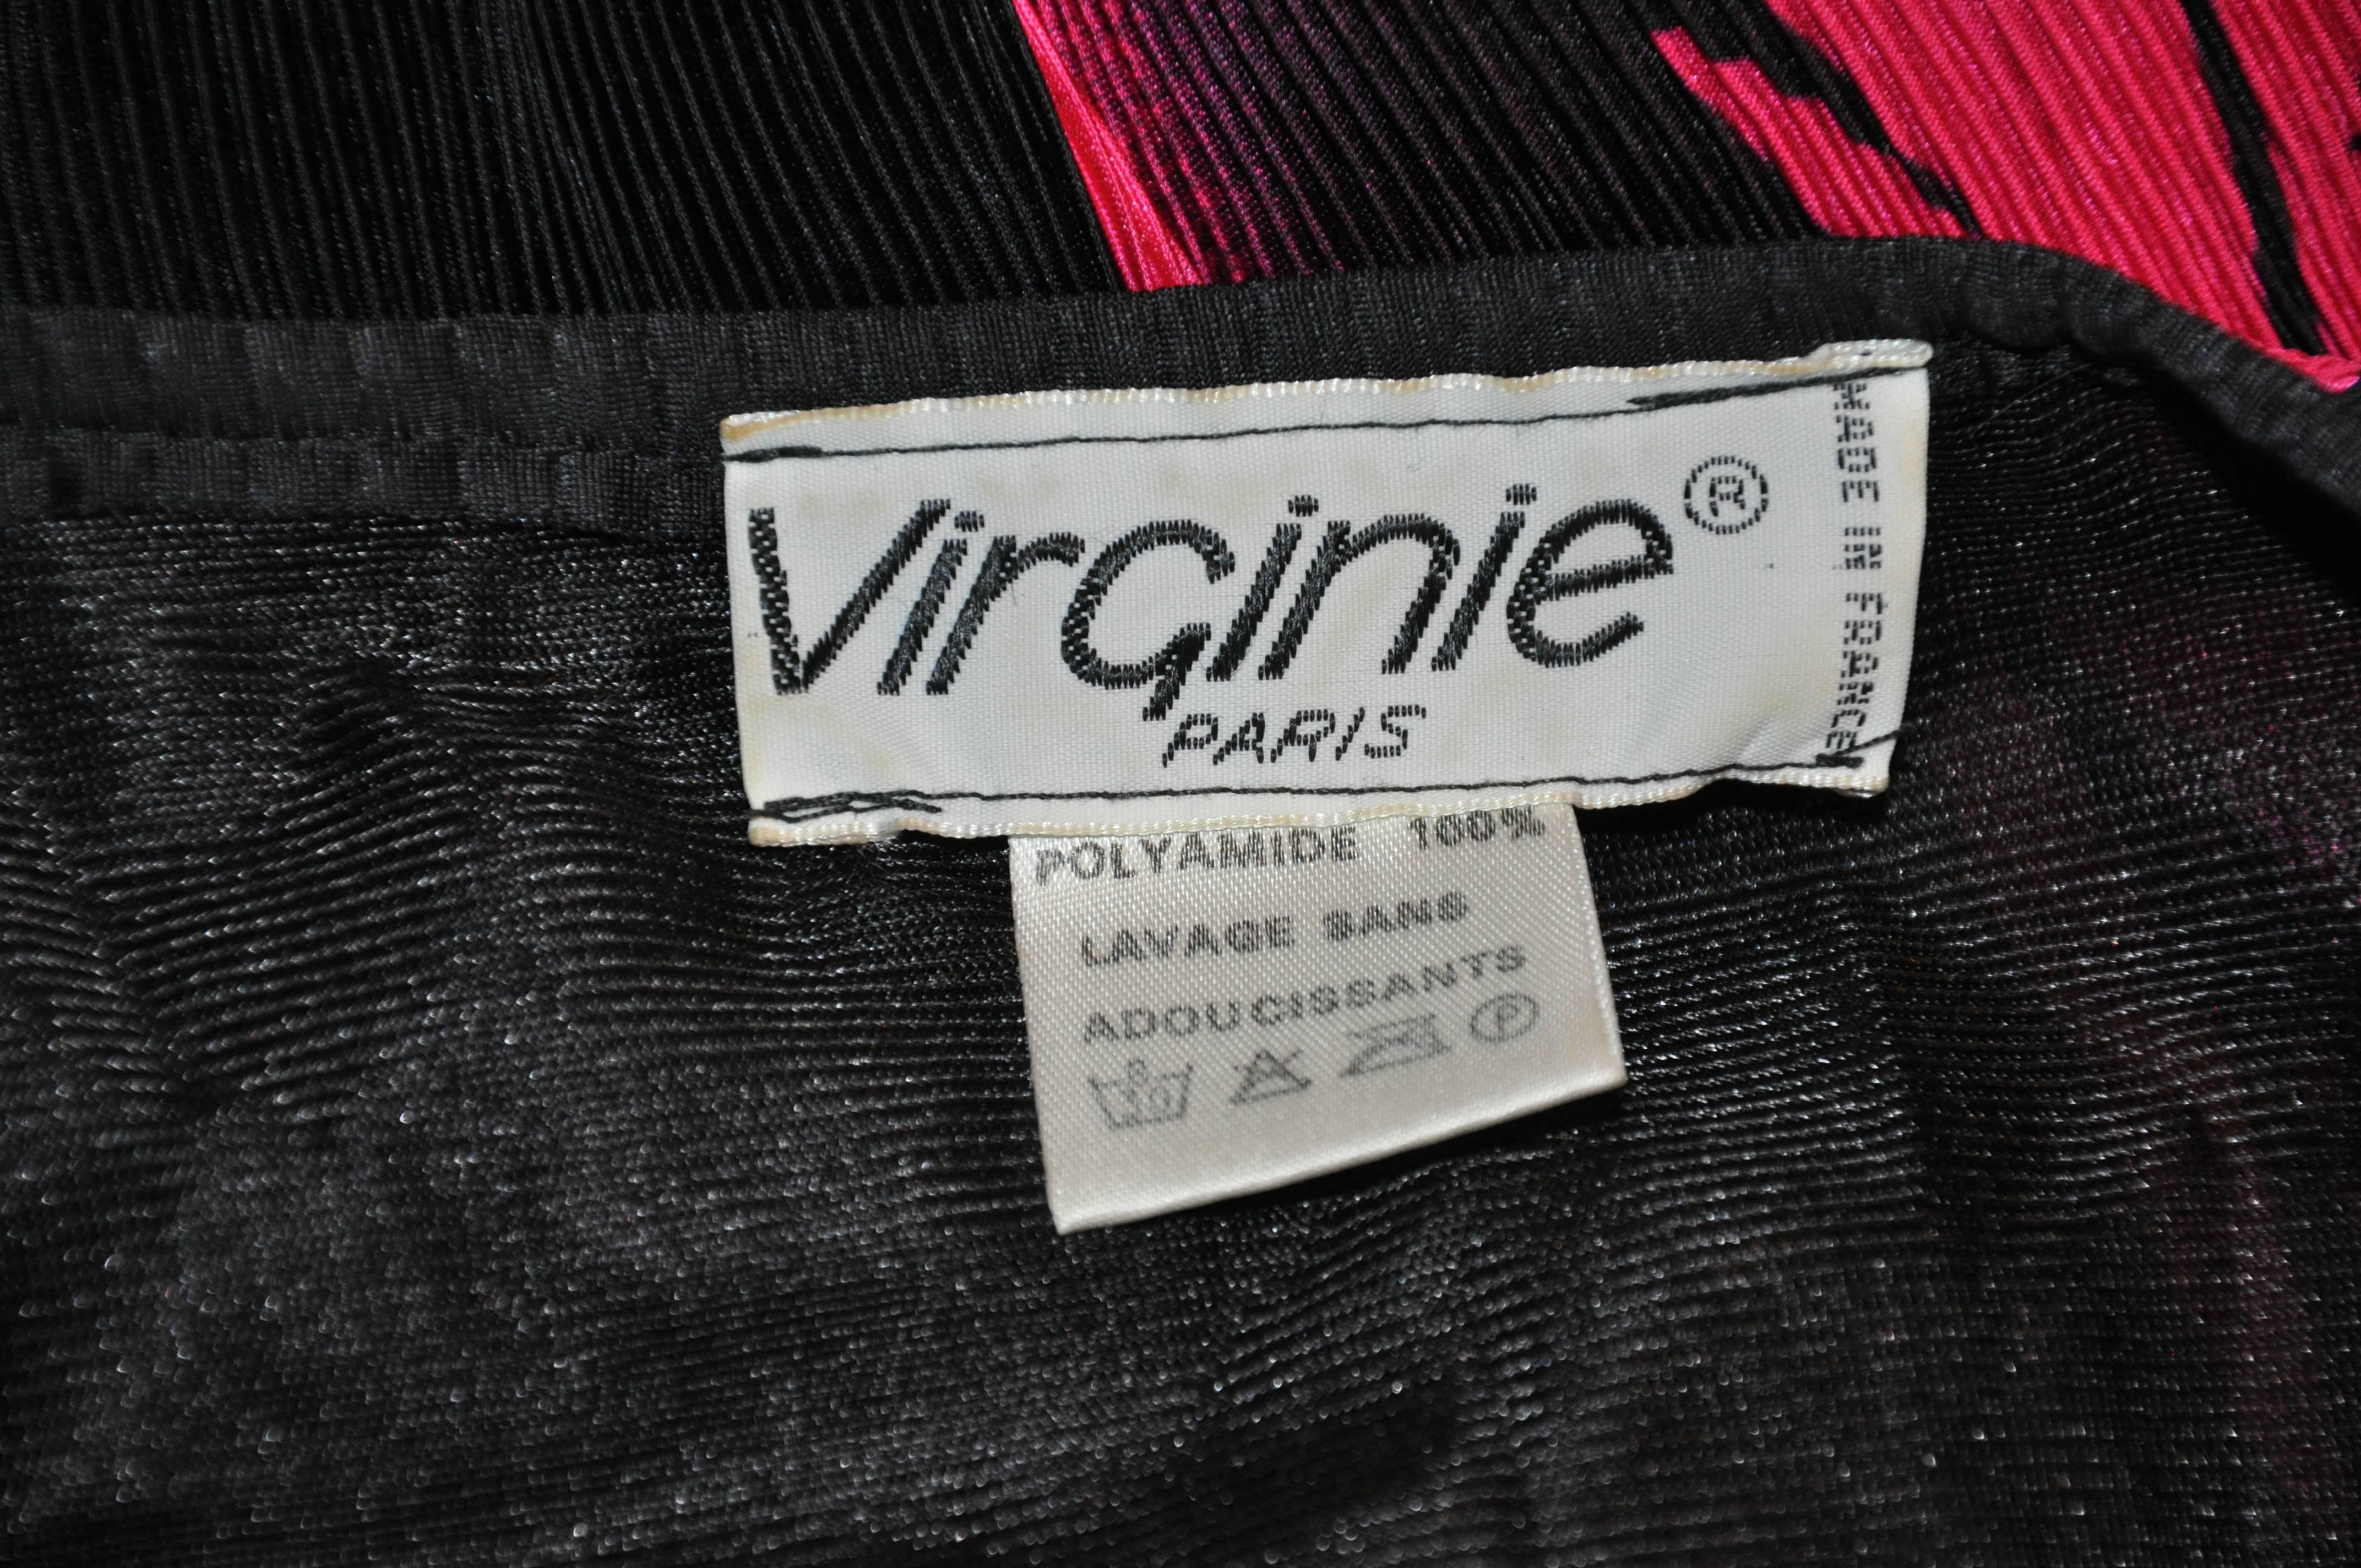 Virginie®
PARIS
MADE IN FRANCE
POLYAMIDE 100%
LAVAGE SANS
ADOUCISSANTS
P